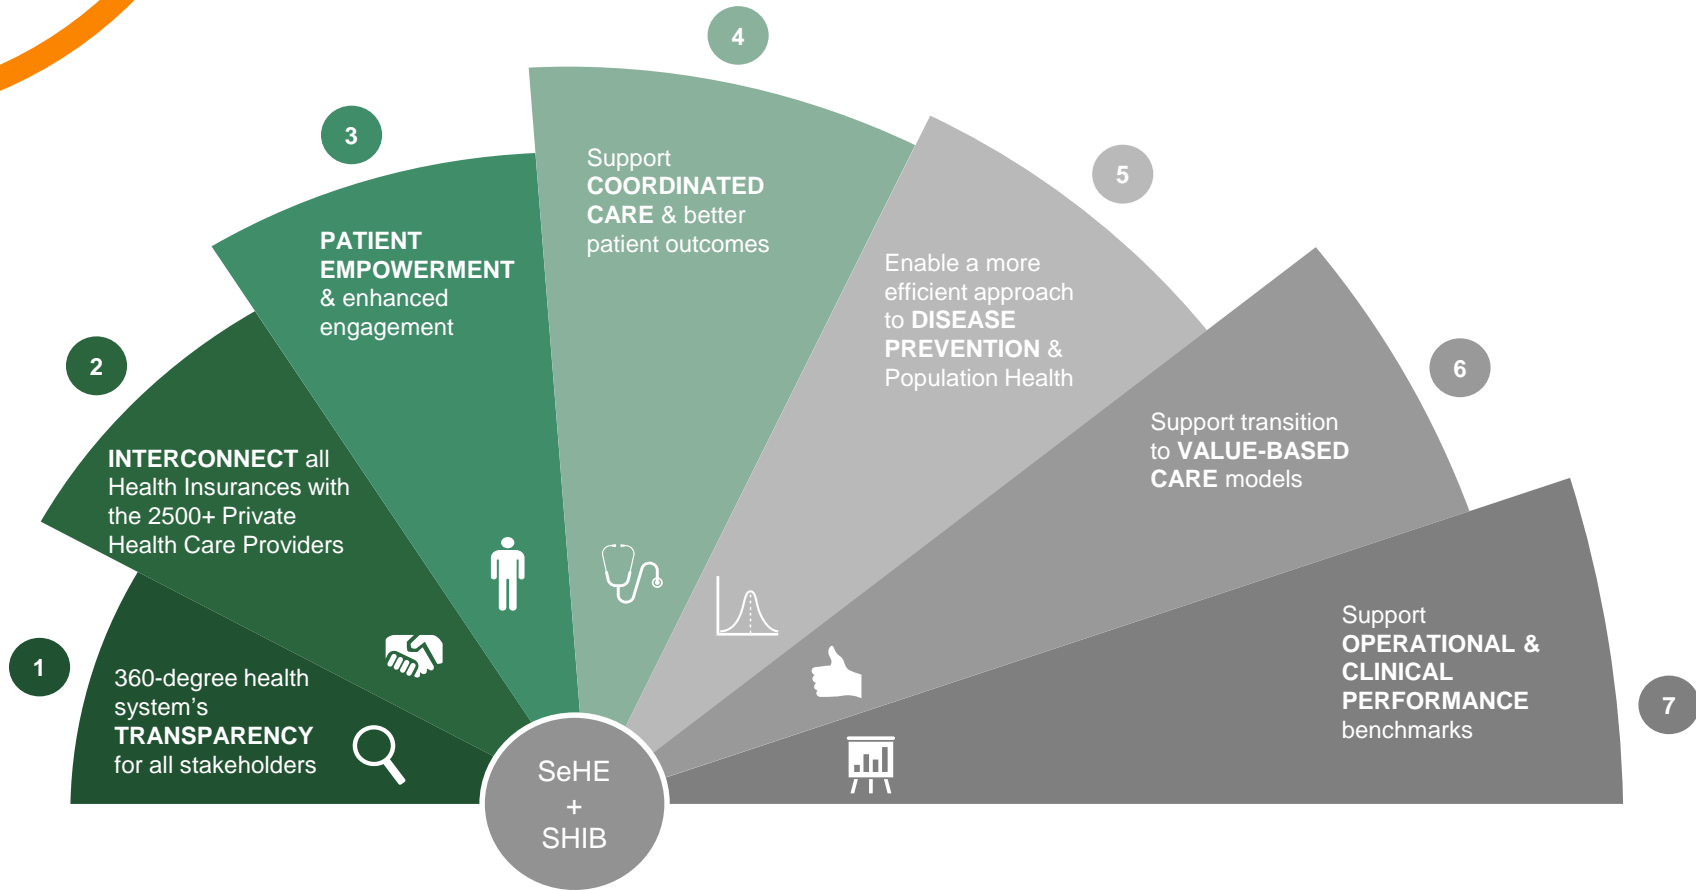 1
360-degree health
system's
TRANSPARENCY
for all stakeholders
2
INTERCONNECT all
Health Insurances with
the 2500+ Private
Health Care Providers
3
PATIENT
EMPOWERMENT
& enhanced
engagement
4
Support
COORDINATED
CARE & better
patient outcomes
5
Enable a more
efficient approach
to DISEASE
PREVENTION &
Population Health
6
Support transition
to VALUE-BASED
CARE models
7
Support
OPERATIONAL &
CLINICAL
PERFORMANCE
benchmarks
SeHE
+
SHIB